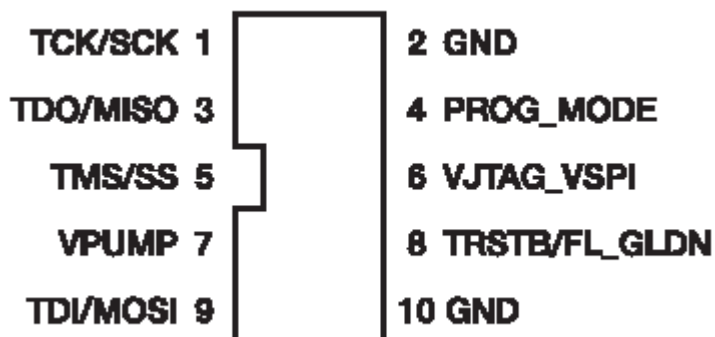 TCK/SCK 1 2 GND
TDO/MISO 3 4 PROG_MODE
TMS/SS 5 6 VJTAG_VSPI
VPUMP 7 8 TRSTB/FL_GLDN
TDI/MOSI 9 10 GND